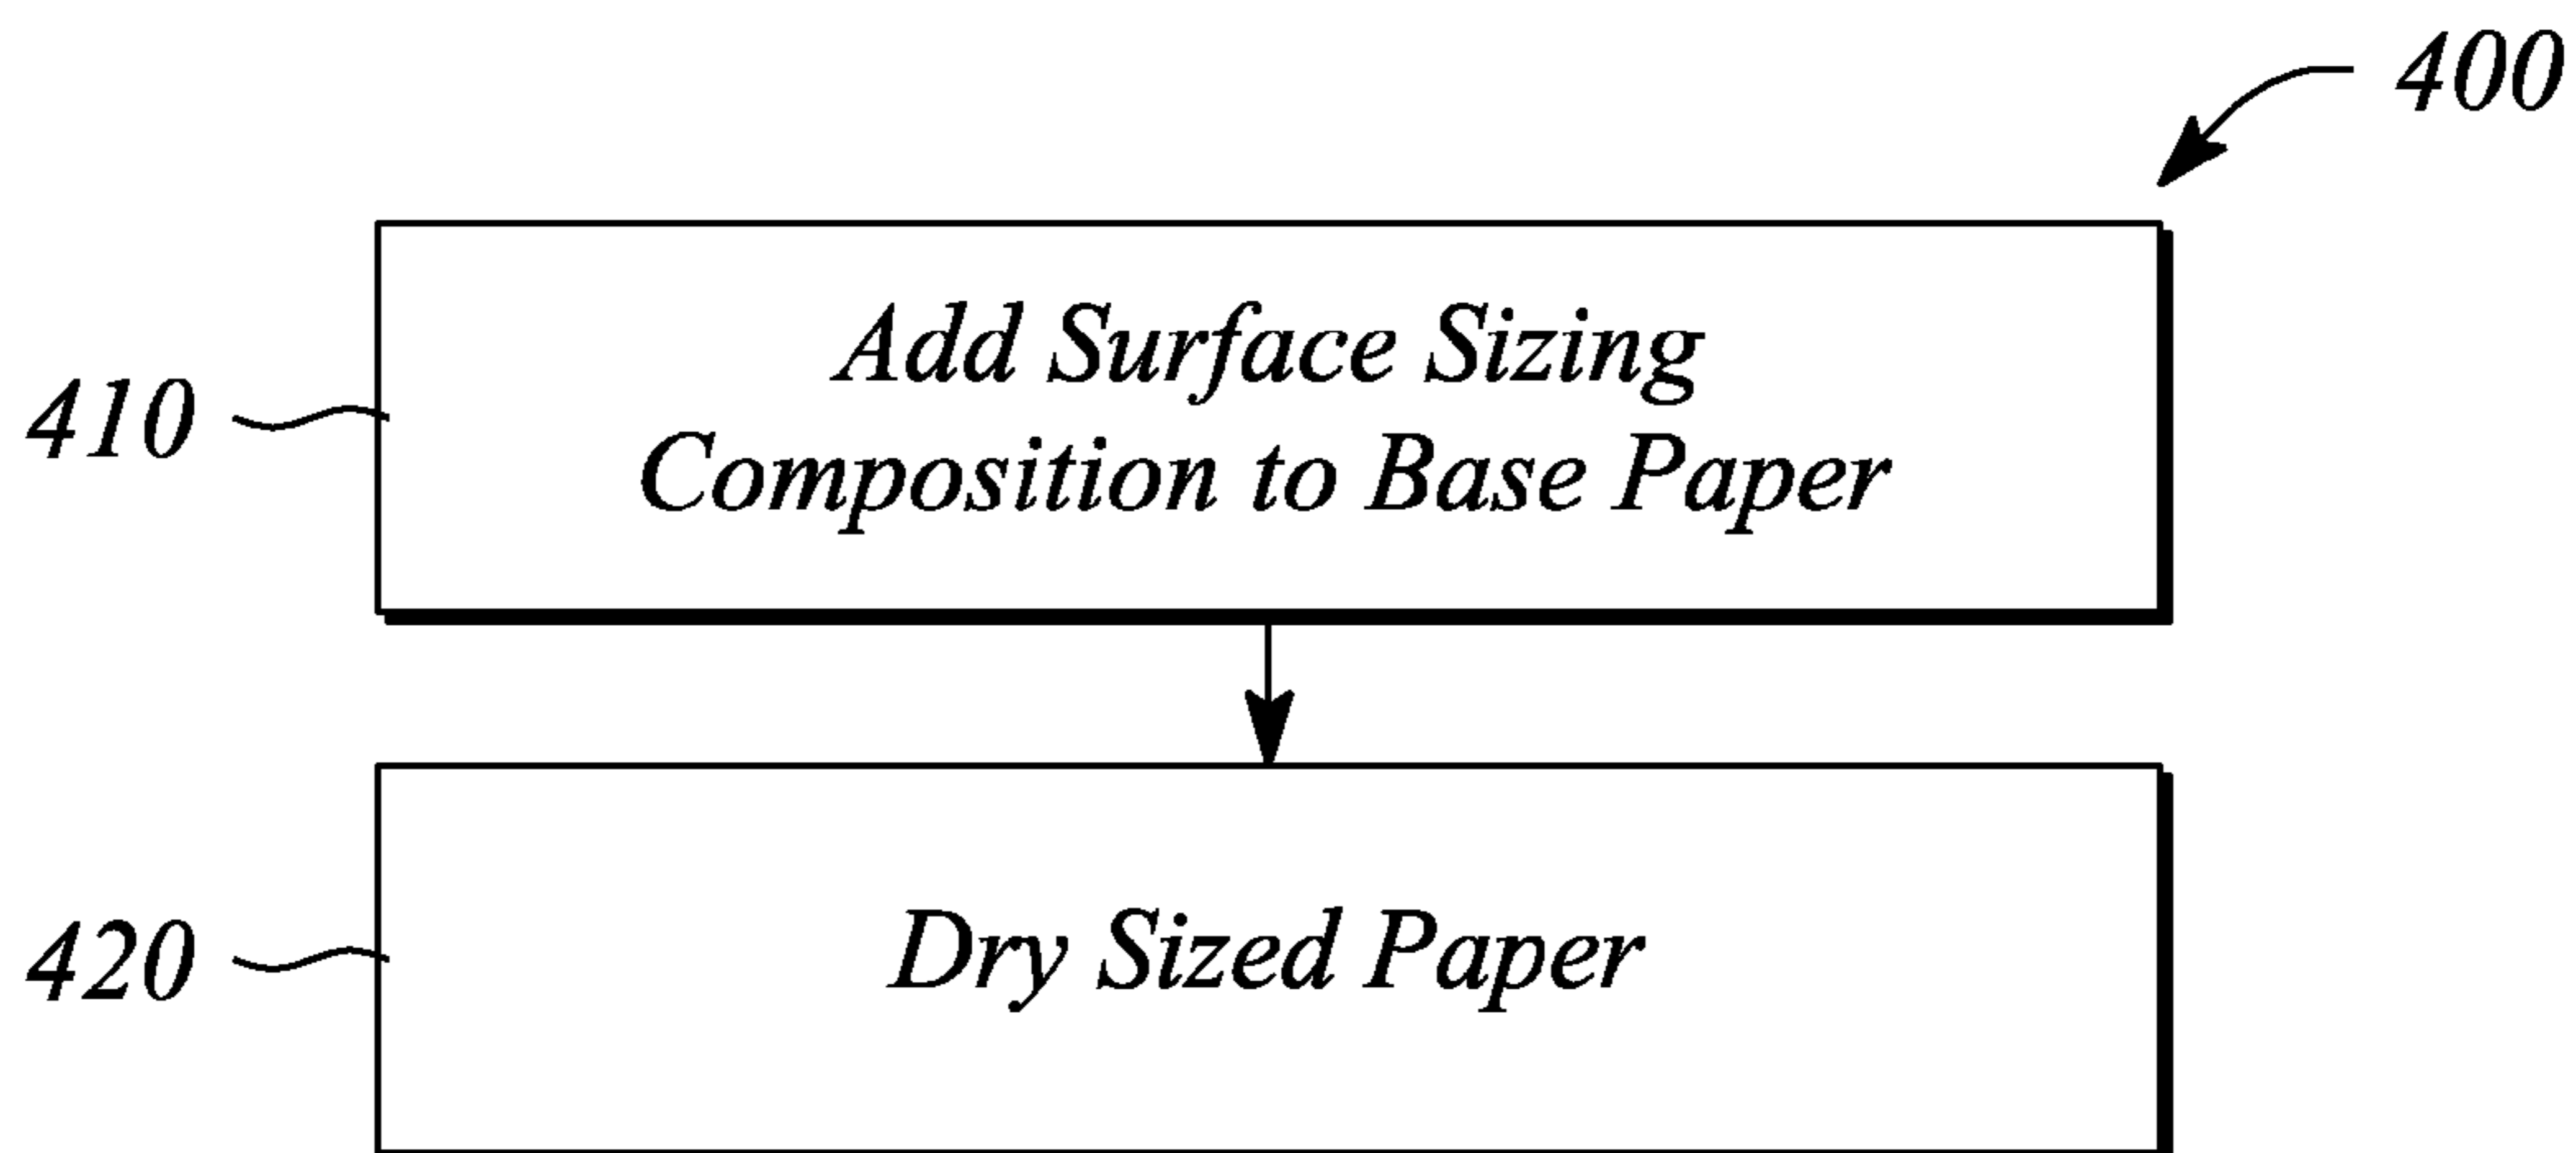 400
410
Add Surface Sizing
Composition to Base Paper
420
Dry Sized Paper